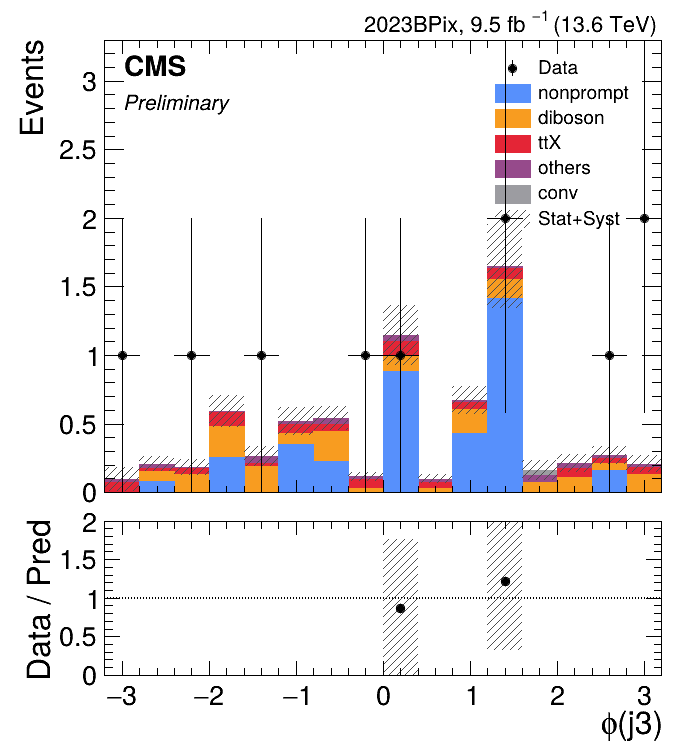 2023BPix, 9.5 fb⁻¹ (13.6 TeV)
Events
CMS
Preliminary
Data
nonprompt
diboson
ttX
others
conv
Stat+Syst
3
2.5
2
1.5
1
0.5
0
Data / Pred
2
1.5
1
0.5
0
−3 −2 −1 0 1 2 3
ϕ(j3)